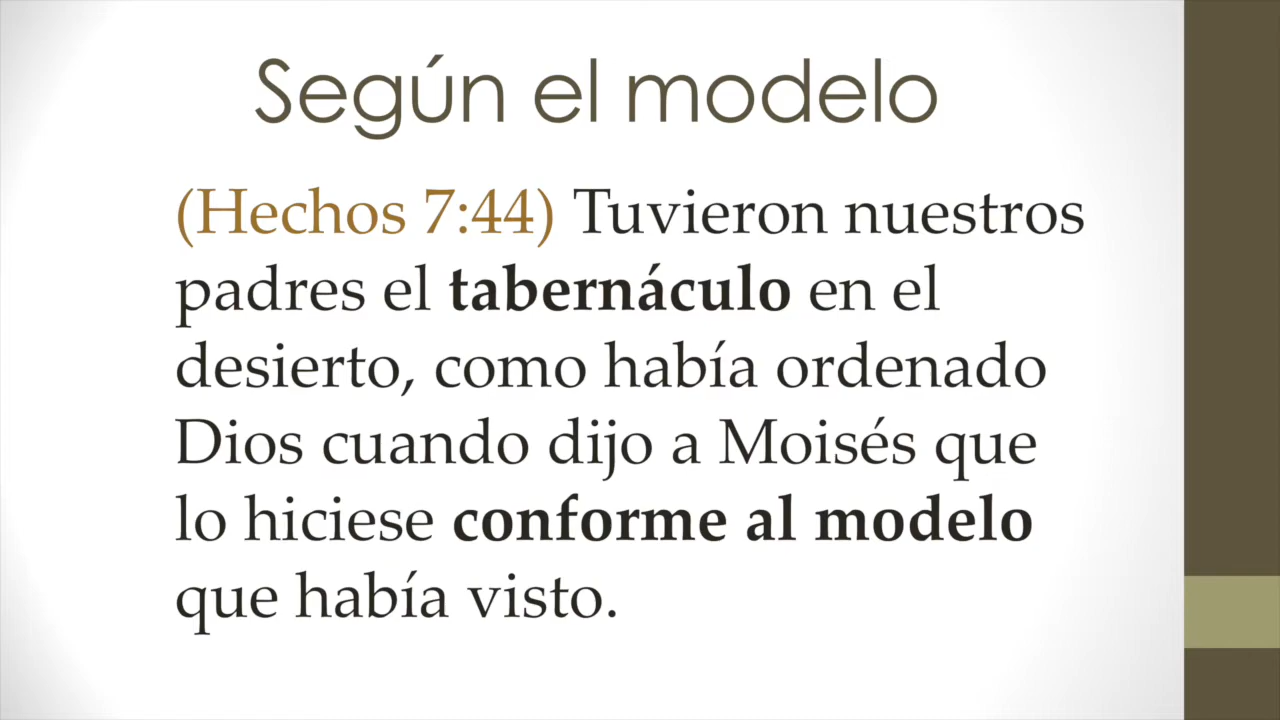 Según el modelo
(Hechos 7:44) Tuvieron nuestros
padres el tabernáculo en el
desierto, como había ordenado
Dios cuando dijo a Moisés que
lo hiciese conforme al modelo
que había visto.